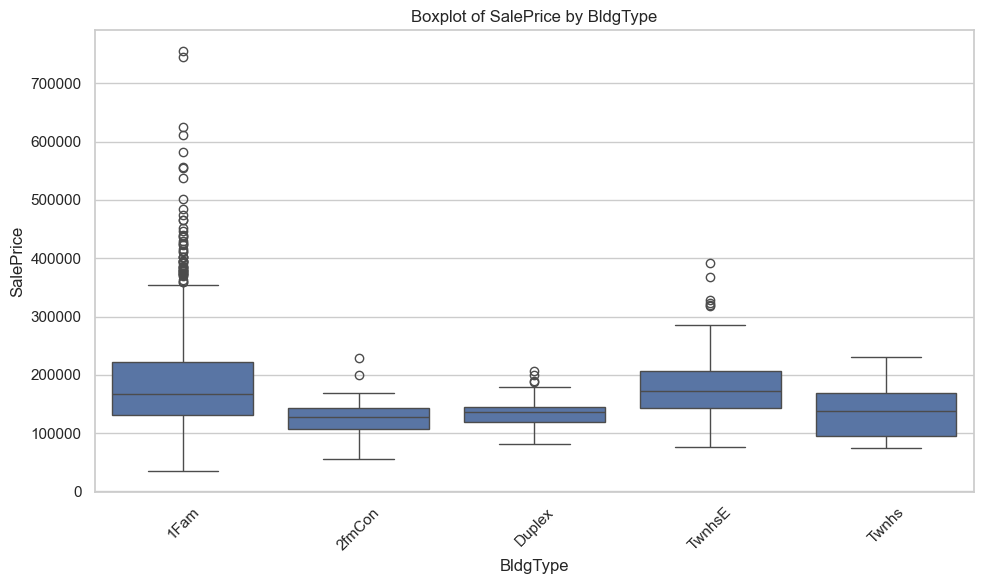 Boxplot of SalePrice by BldgType
SalePrice
700000
600000
500000
400000
300000
200000
100000
0
1Fam
2fmCon
Duplex
TwnhsE
Twnhs
BldgType